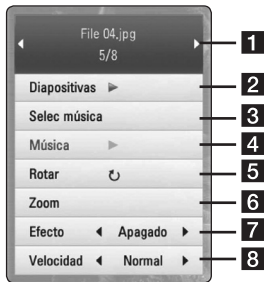 File 04.jpg
1
5/8
Diapositivas 2
Selec música 3
Música 4
Rotar 5
Zoom 6
Efecto Apagado 7
Velocidad Normal 8